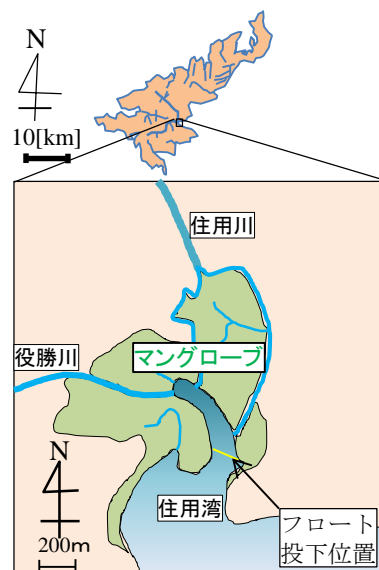 N
10[km]
住用川
マングローブ
役勝川
N
200m
住用湾
フロート
投下位置